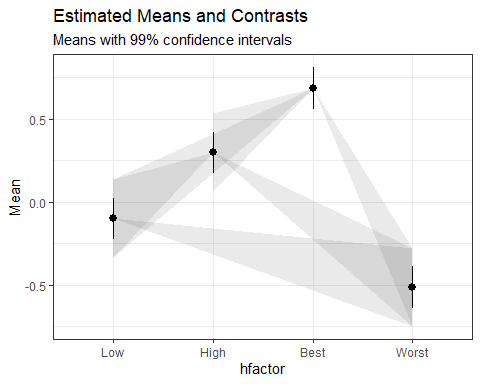 Estimated Means and Contrasts
Means with 99% confidence intervals
Mean
0.5
0.0
-0.5
Low High Best Worst
hfactor